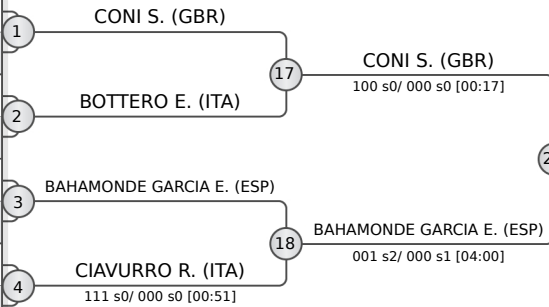 CONI S. (GBR)
1
17
CONI S. (GBR)
100 s0/ 000 s0 [00:17]
BOTTERO E. (ITA)
2
BAHAMONDE GARCIA E. (ESP)
3
18
BAHAMONDE GARCIA E. (ESP)
001 s2/ 000 s1 [04:00]
CIAVURRO R. (ITA)
4
111 s0/ 000 s0 [00:51]